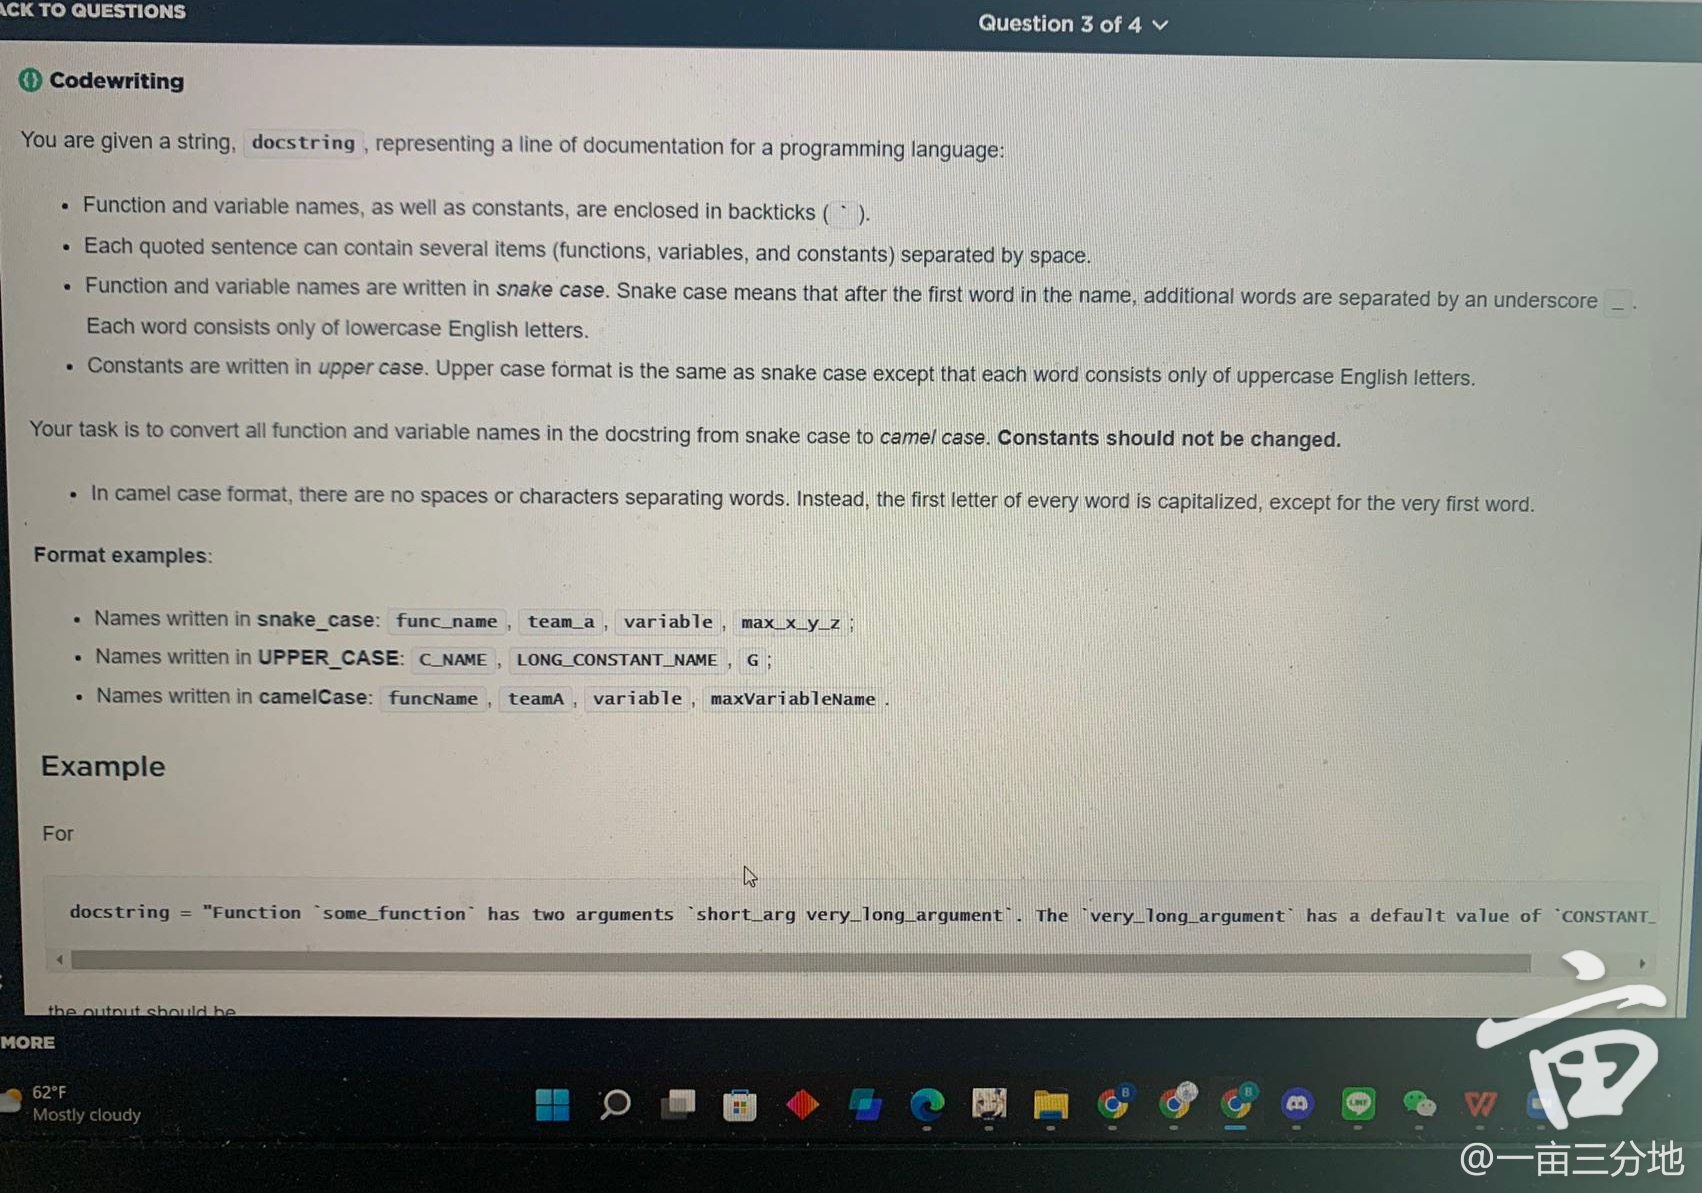 ACK TO QUESTIONS
Question 3 of 4
Codewriting
You are given a string, docstring , representing a line of documentation for a programming language:
• Function and variable names, as well as constants, are enclosed in backticks ( ` ).
• Each quoted sentence can contain several items (functions, variables, and constants) separated by space.
• Function and variable names are written in snake case. Snake case means that after the first word in the name, additional words are separated by an underscore _ .
Each word consists only of lowercase English letters.
• Constants are written in upper case. Upper case format is the same as snake case except that each word consists only of uppercase English letters.
Your task is to convert all function and variable names in the docstring from snake case to camel case. Constants should not be changed.
• In camel case format, there are no spaces or characters separating words. Instead, the first letter of every word is capitalized, except for the very first word.
Format examples:
• Names written in snake_case: func_name , team_a , variable , max_x_y_z ;
• Names written in UPPER_CASE: C_NAME , LONG_CONSTANT_NAME , G ;
• Names written in camelCase: funcName , teamA , variable , maxVariableName .
Example
For
docstring = "Function `some_function` has two arguments `short_arg very_long_argument`. The `very_long_argument` has a default value of `CONSTANT_
the output should be
MORE
62°F
Mostly cloudy
亩
@一亩三分地